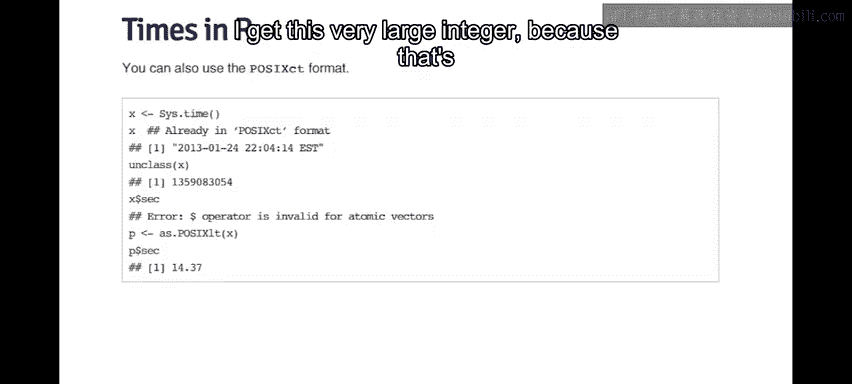 Times in R
I get this very large integer, because
that's
You can also use the POSIXct format.
x <- Sys.time()
x  ## Already in 'POSIXct' format
## [1] "2013-01-24 22:04:14 EST"
unclass(x)
## [1] 1359083054
x$sec
## Error: $ operator is invalid for atomic vectors
p <- as.POSIXlt(x)
p$sec
## [1] 14.37